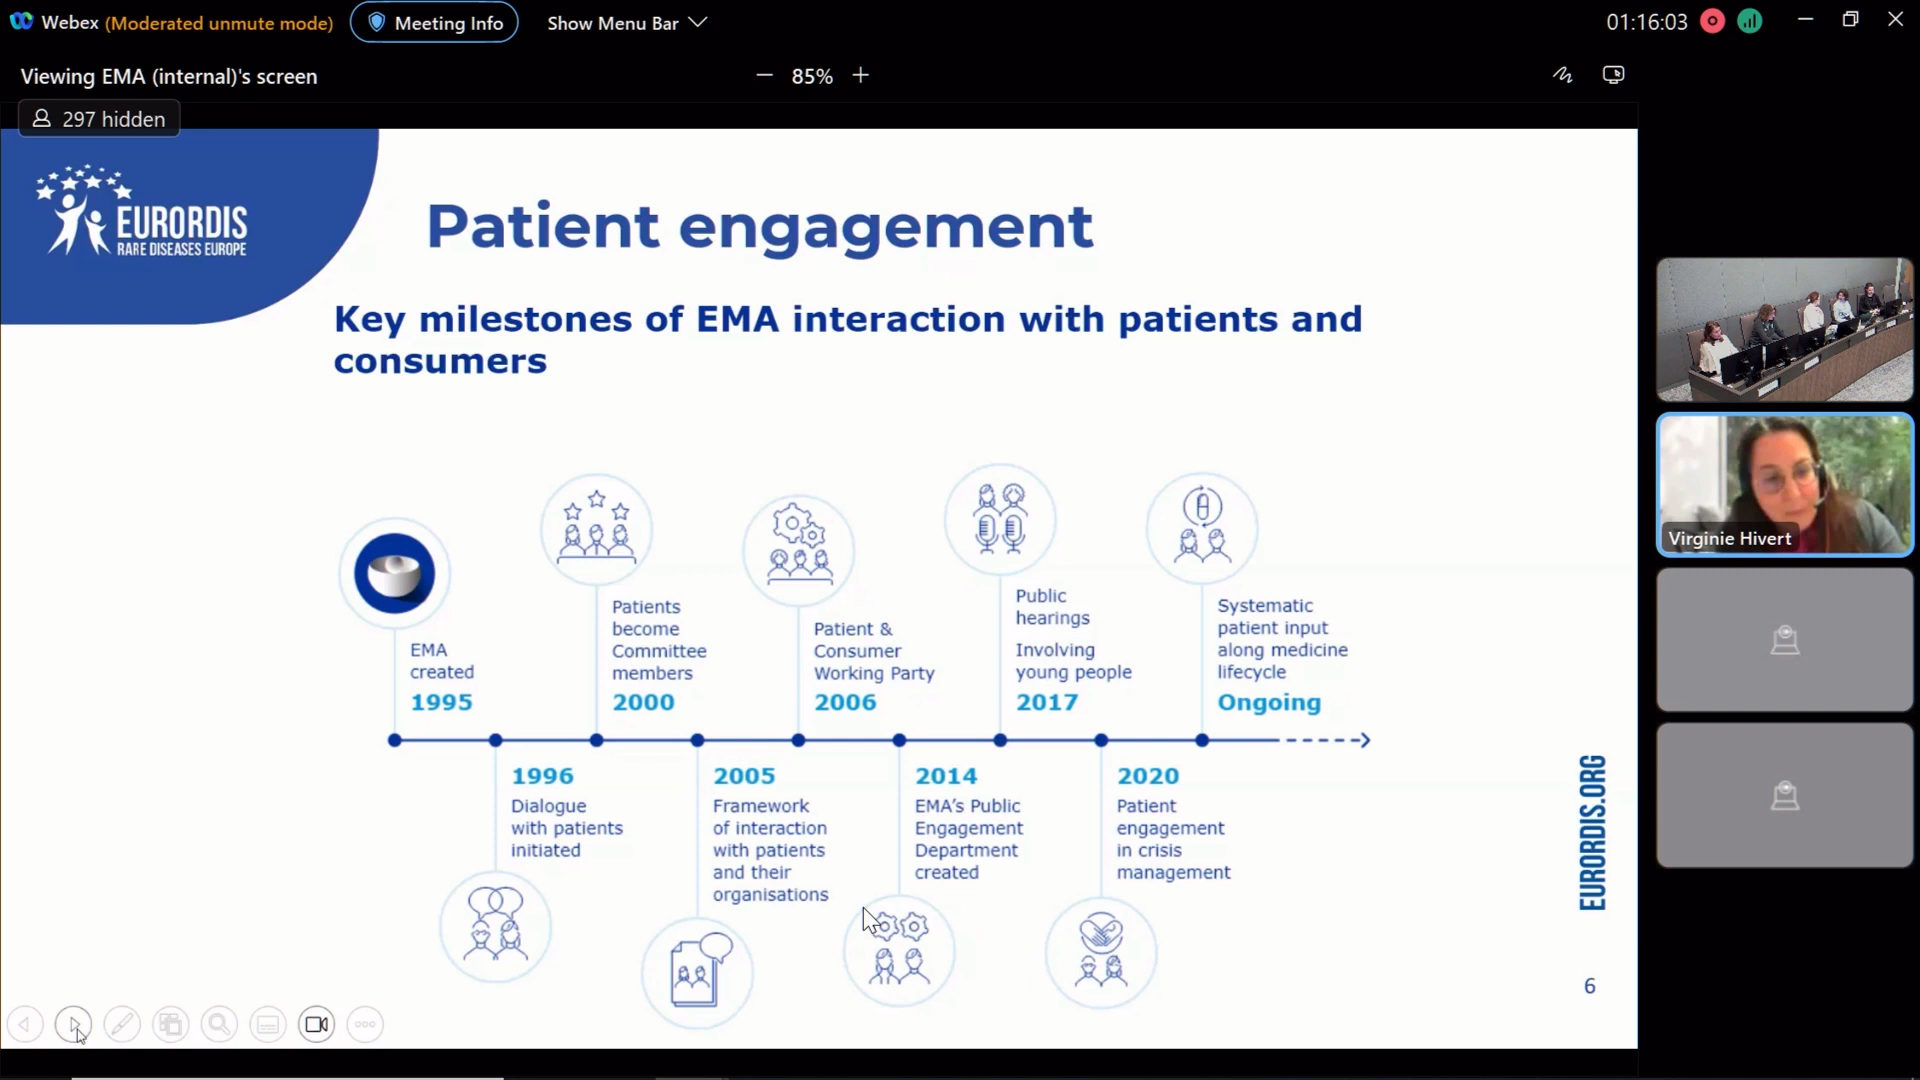 Webex (Moderated unmute mode)
Meeting Info
Show Menu Bar
01:16:03
Viewing EMA (internal)'s screen
85%
297 hidden
EURORDIS
RARE DISEASES EUROPE
Patient engagement
Key milestones of EMA interaction with patients and
consumers
EMA
created
1995
Patients
become
Committee
members
2000
Patient &
Consumer
Working Party
2006
Public
hearings
Involving
young people
2017
Systematic
patient input
along medicine
lifecycle
Ongoing
1996
Dialogue
with patients
initiated
2005
Framework
of interaction
with patients
and their
organisations
2014
EMA's Public
Engagement
Department
created
2020
Patient
engagement
in crisis
management
EURORDIS.ORG
6
Virginie Hivert